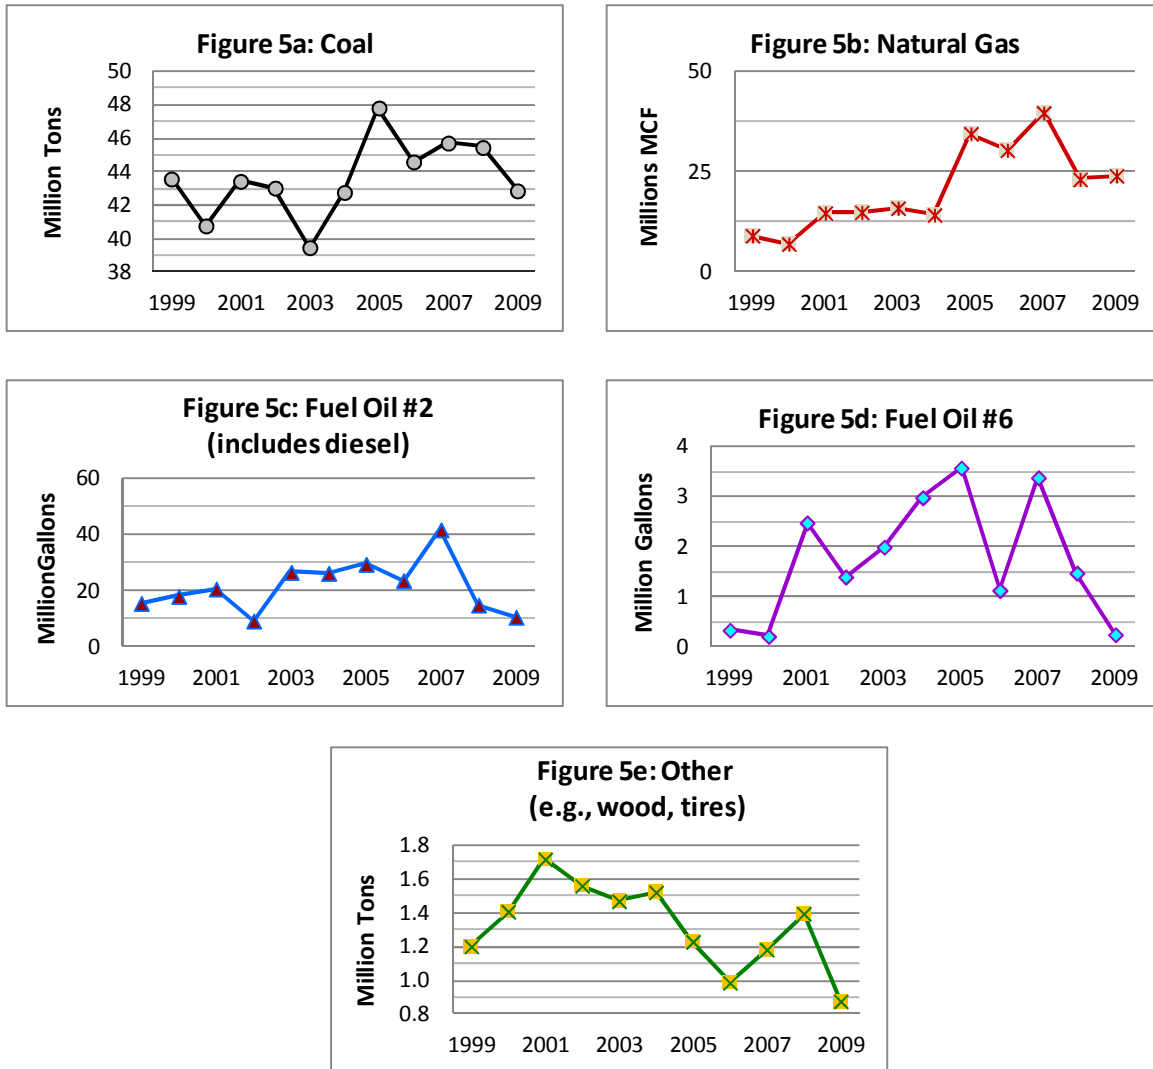 Figure 5a: Coal
Million Tons
50
48
46
44
42
40
38
1999 2001 2003 2005 2007 2009
Figure 5b: Natural Gas
Millions MCF
50
25
0
1999 2001 2003 2005 2007 2009
Figure 5c: Fuel Oil #2
(includes diesel)
MillionGallons
60
40
20
0
1999 2001 2003 2005 2007 2009
Figure 5d: Fuel Oil #6
Million Gallons
4
3
2
1
0
1999 2001 2003 2005 2007 2009
Figure 5e: Other
(e.g., wood, tires)
Million Tons
1.8
1.6
1.4
1.2
1.0
0.8
1999 2001 2003 2005 2007 2009